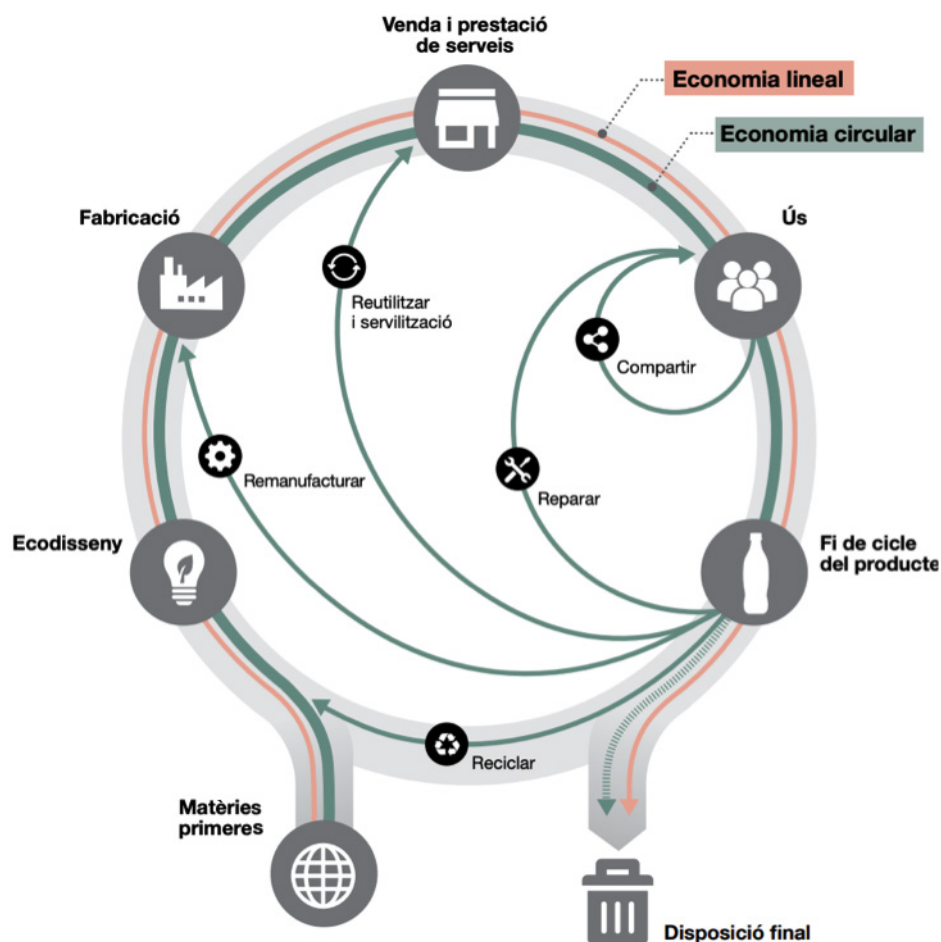 Venda i prestació
de serveis
Economia lineal
Economia circular
Fabricació
Ús
Reutilitzar
i servilització
Compartir
Remanufacturar
Reparar
Ecodisseny
Fi de cicle
del producte
Reciclar
Matèries
primeres
Disposició final